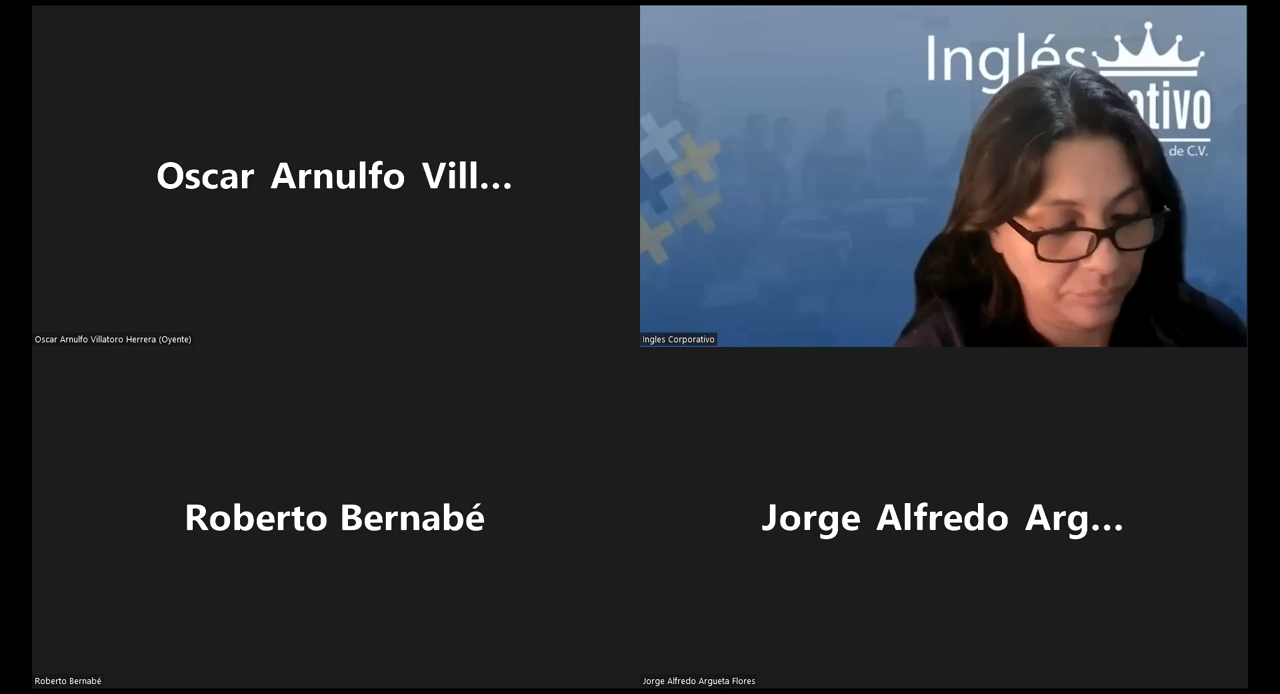 Oscar Arnulfo Vill...
Oscar Arnulfo Villatoro Herrera (Oyente)
Inglés
ativo
de C.V.
Ingles Corporativo
Roberto Bernabé
Roberto Bernabé
Jorge Alfredo Arg...
Jorge Alfredo Argueta Flores